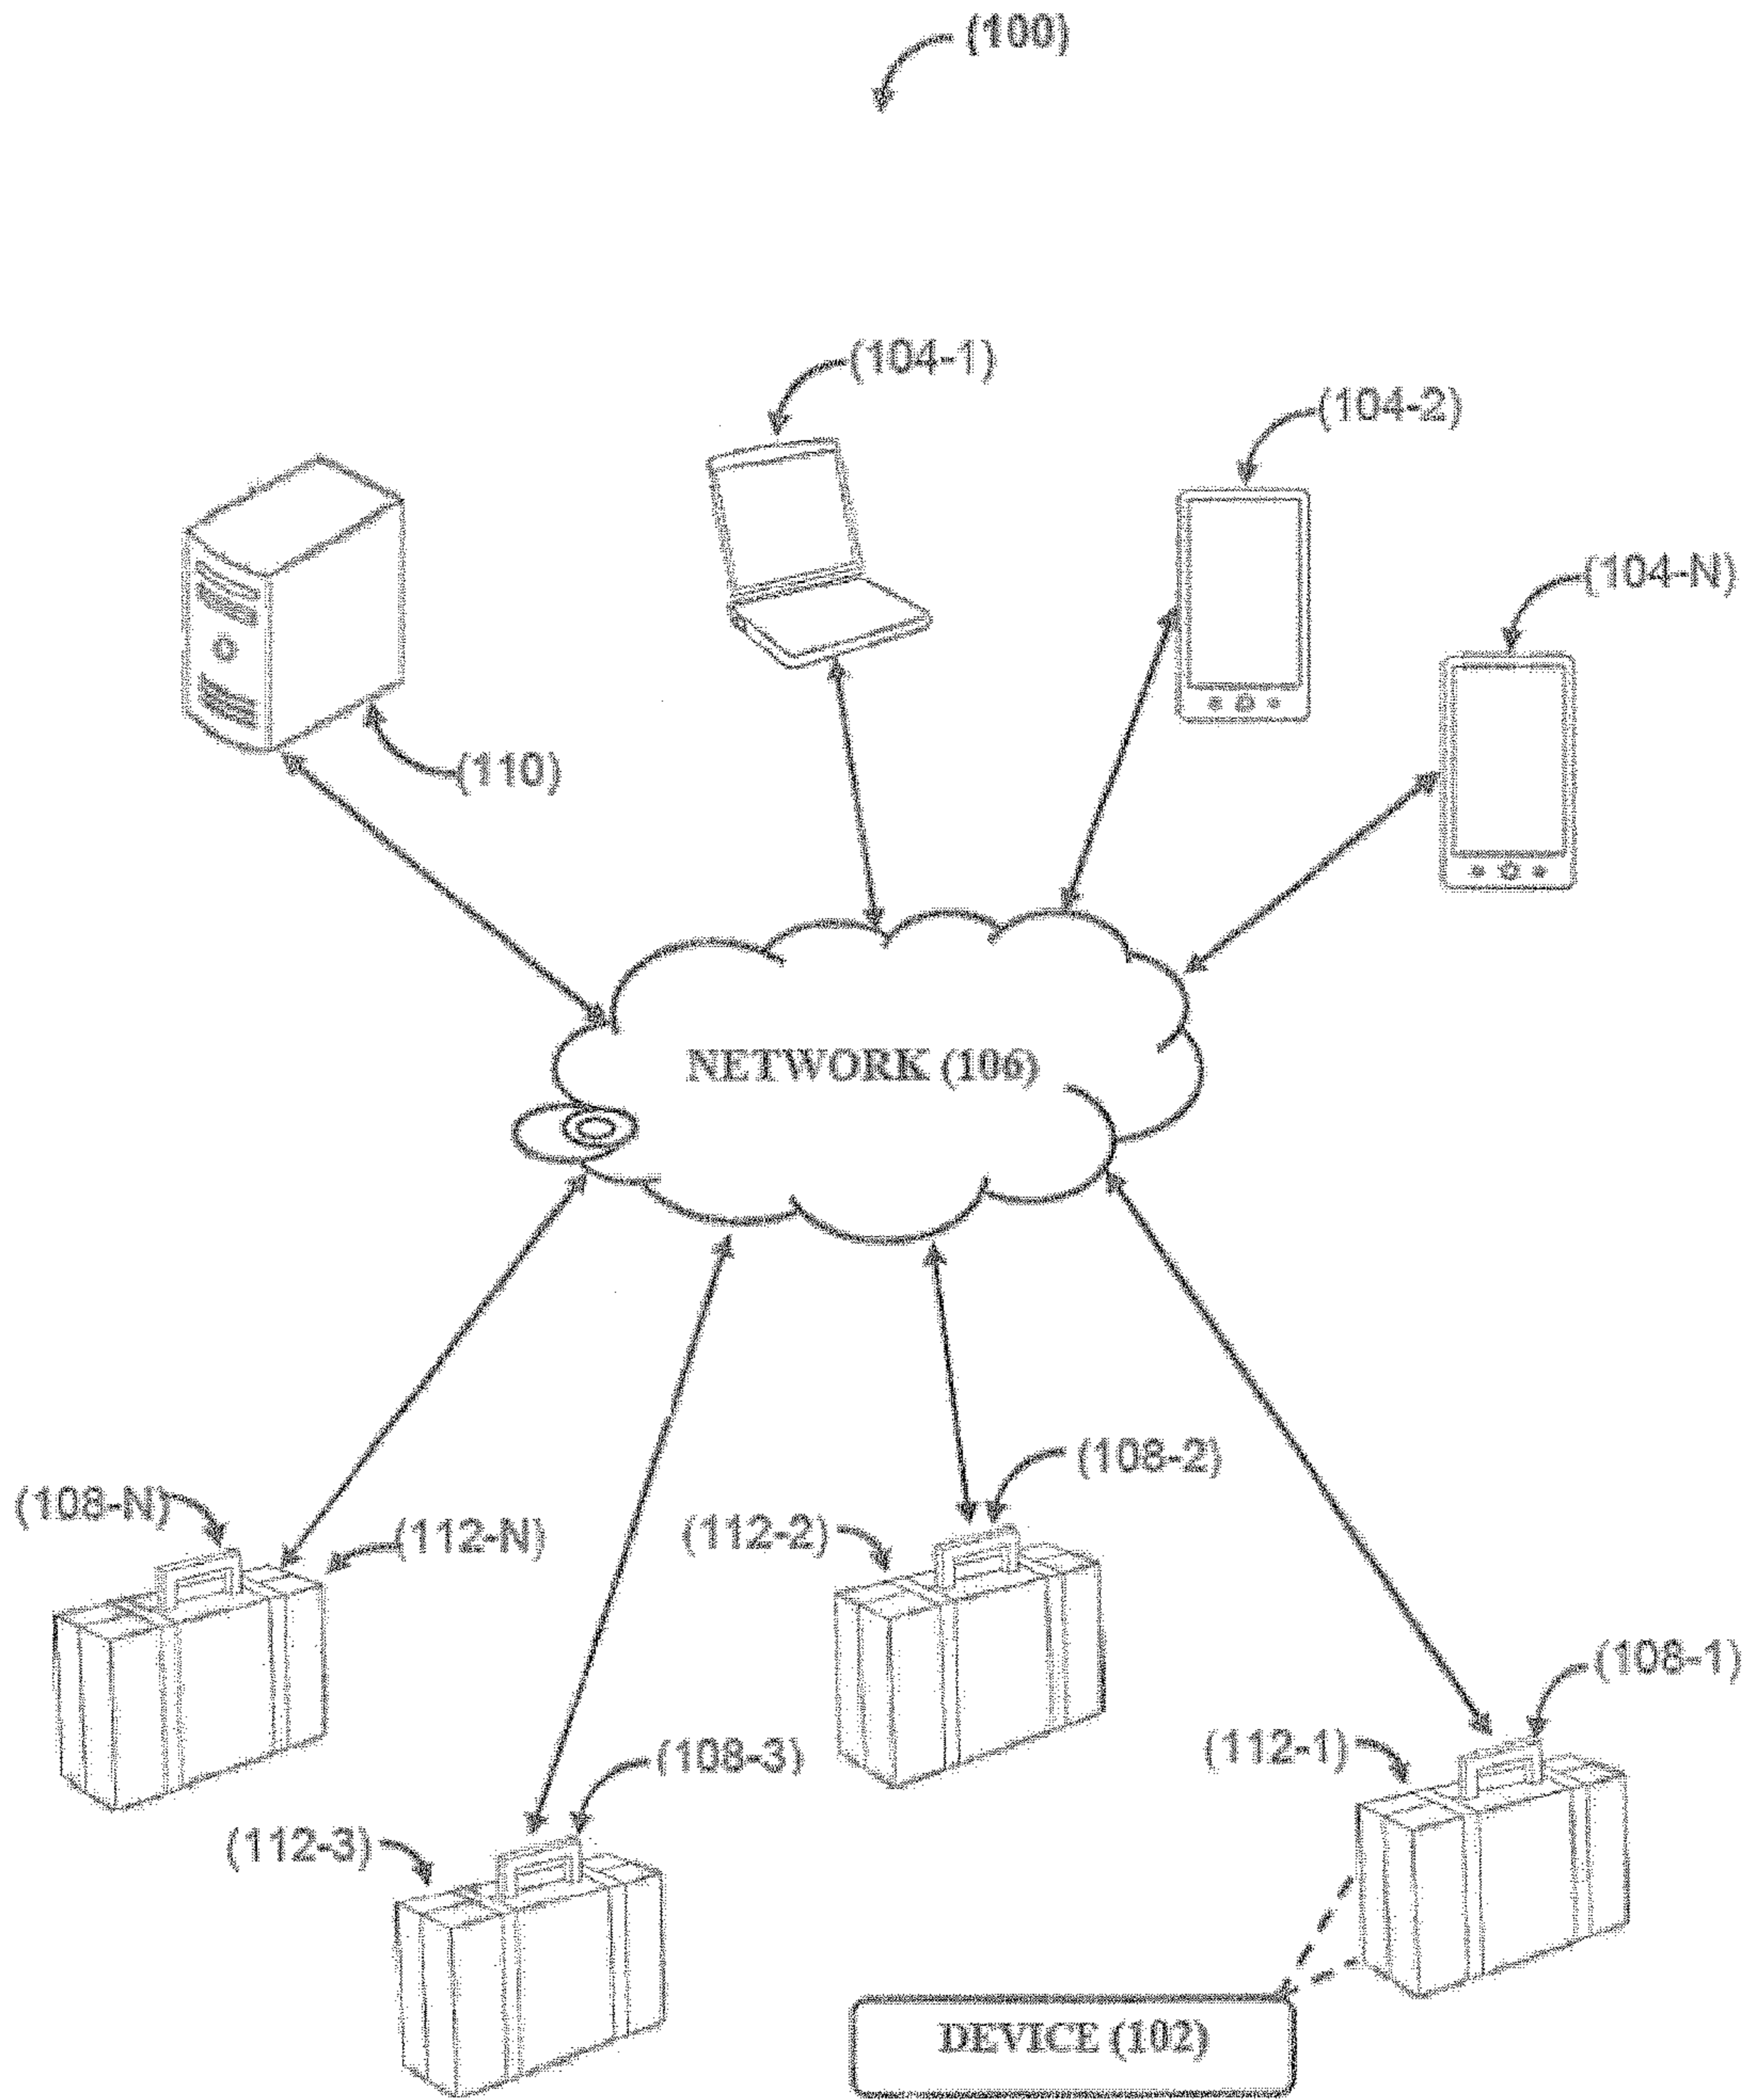 (100)
(104-1)
(104-2)
(104-N)
(110)
NETWORK (106)
(108-2)
(108-N)
(112-N)
(112-2)
(108-1)
(112-1)
(108-3)
(112-3)
DEVICE (102)